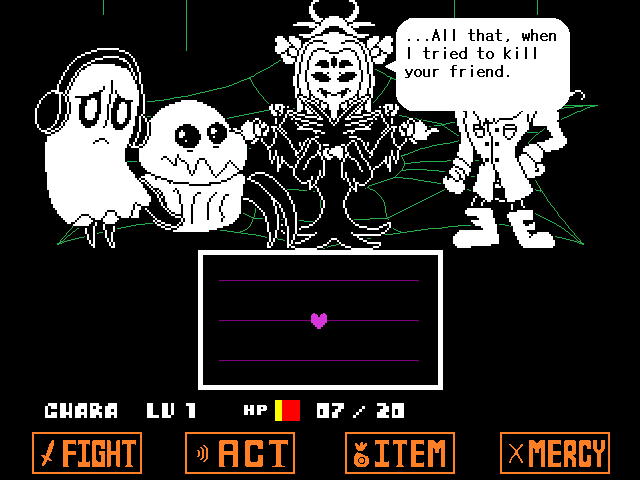 ...All that, when
I tried to kill
your friend.
CHARA LV 1 HP 07 / 20
FIGHT ACT ITEM MERCY